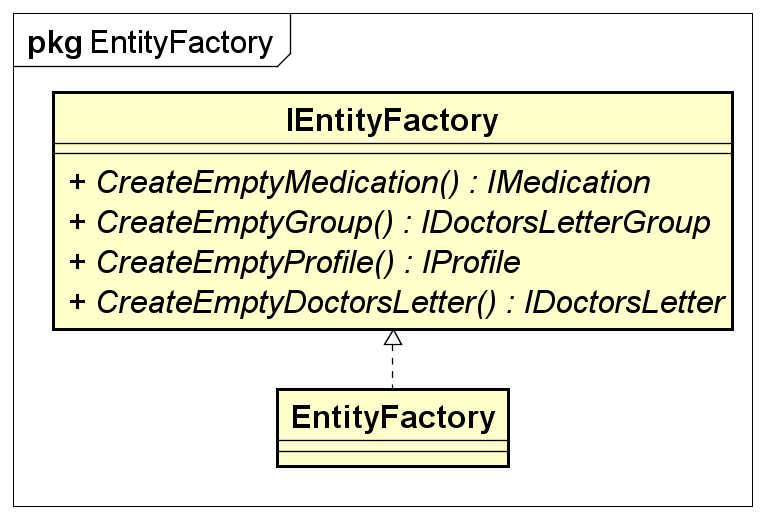 pkg EntityFactory
IEntityFactory
+ CreateEmptyMedication() : IMedication
+ CreateEmptyGroup() : IDoctorsLetterGroup
+ CreateEmptyProfile() : IProfile
+ CreateEmptyDoctorsLetter() : IDoctorsLetter
EntityFactory